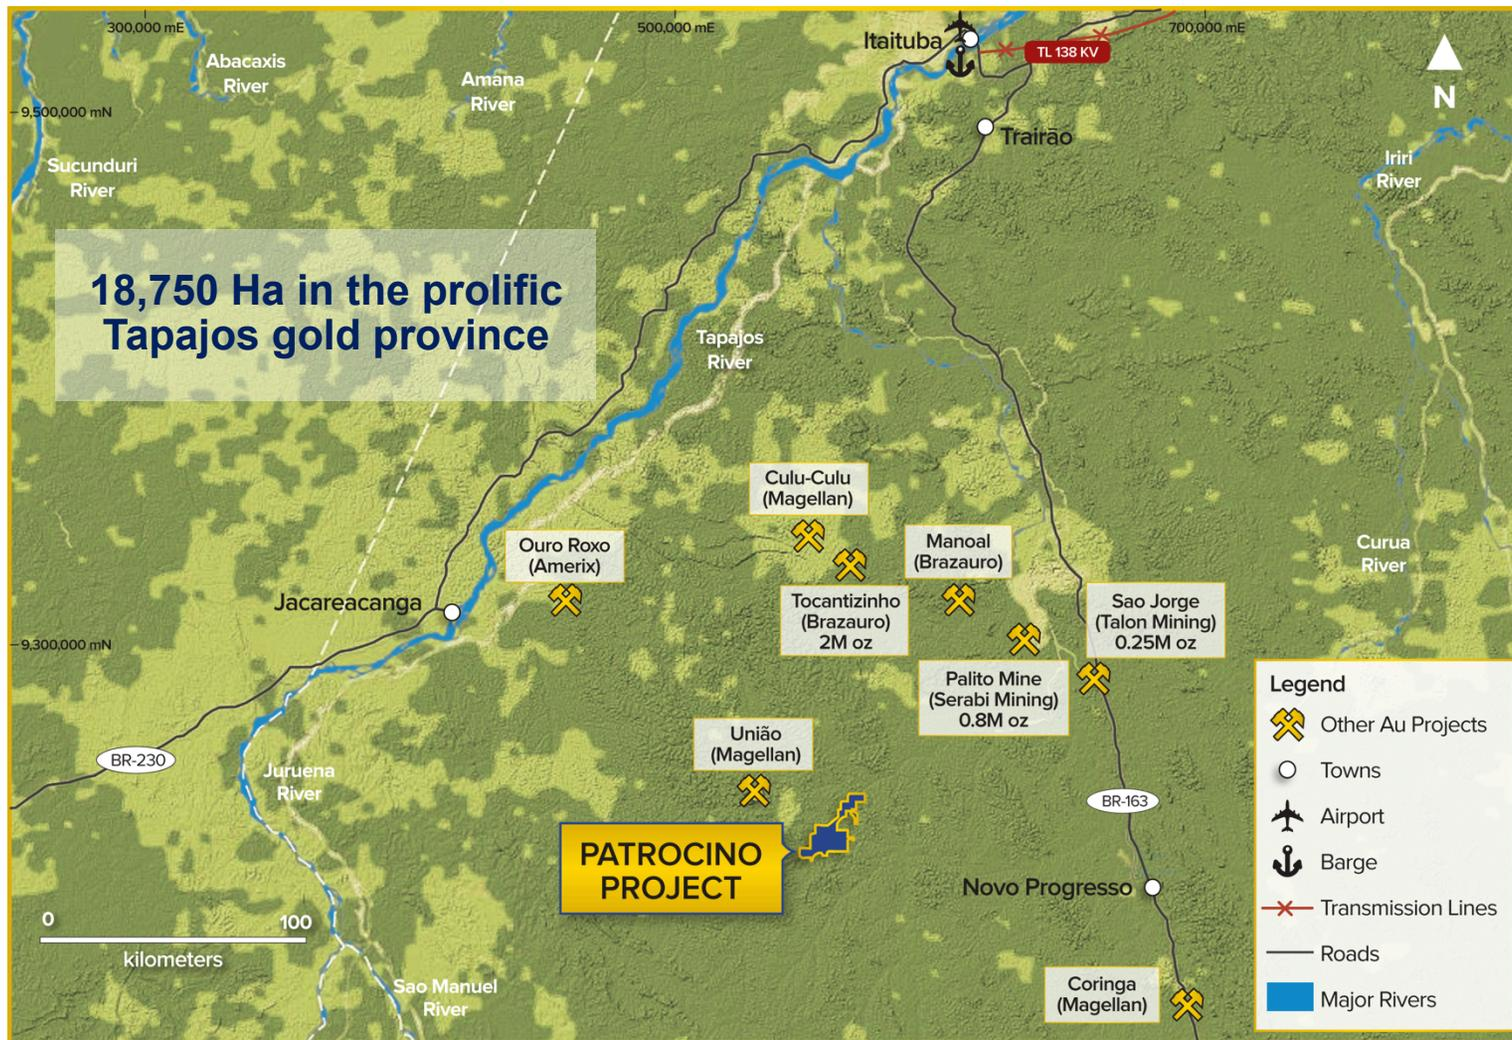 300,000 mE
500,000 mE
700,000 mE
Itaituba
TL 138 KV
N
Abacaxis
River
Amana
River
9,500,000 mN
Trairão
Sucunduri
River
Iriri
River
18,750 Ha in the prolific
Tapajos gold province
Tapajos
River
Culu-Culu
(Magellan)
Ouro Roxo
(Amerix)
Manoal
(Brazauro)
Curua
River
Jacareacanga
Tocantizinho
(Brazauro)
2M oz
Sao Jorge
(Talon Mining)
0.25M oz
9,300,000 mN
Palito Mine
(Serabi Mining)
0.8M oz
União
(Magellan)
BR-230
Juruena
River
BR-163
PATROCINO
PROJECT
Novo Progresso
0
100
kilometers
Sao Manuel
River
Coringa
(Magellan)
Legend
Other Au Projects
Towns
Airport
Barge
Transmission Lines
Roads
Major Rivers